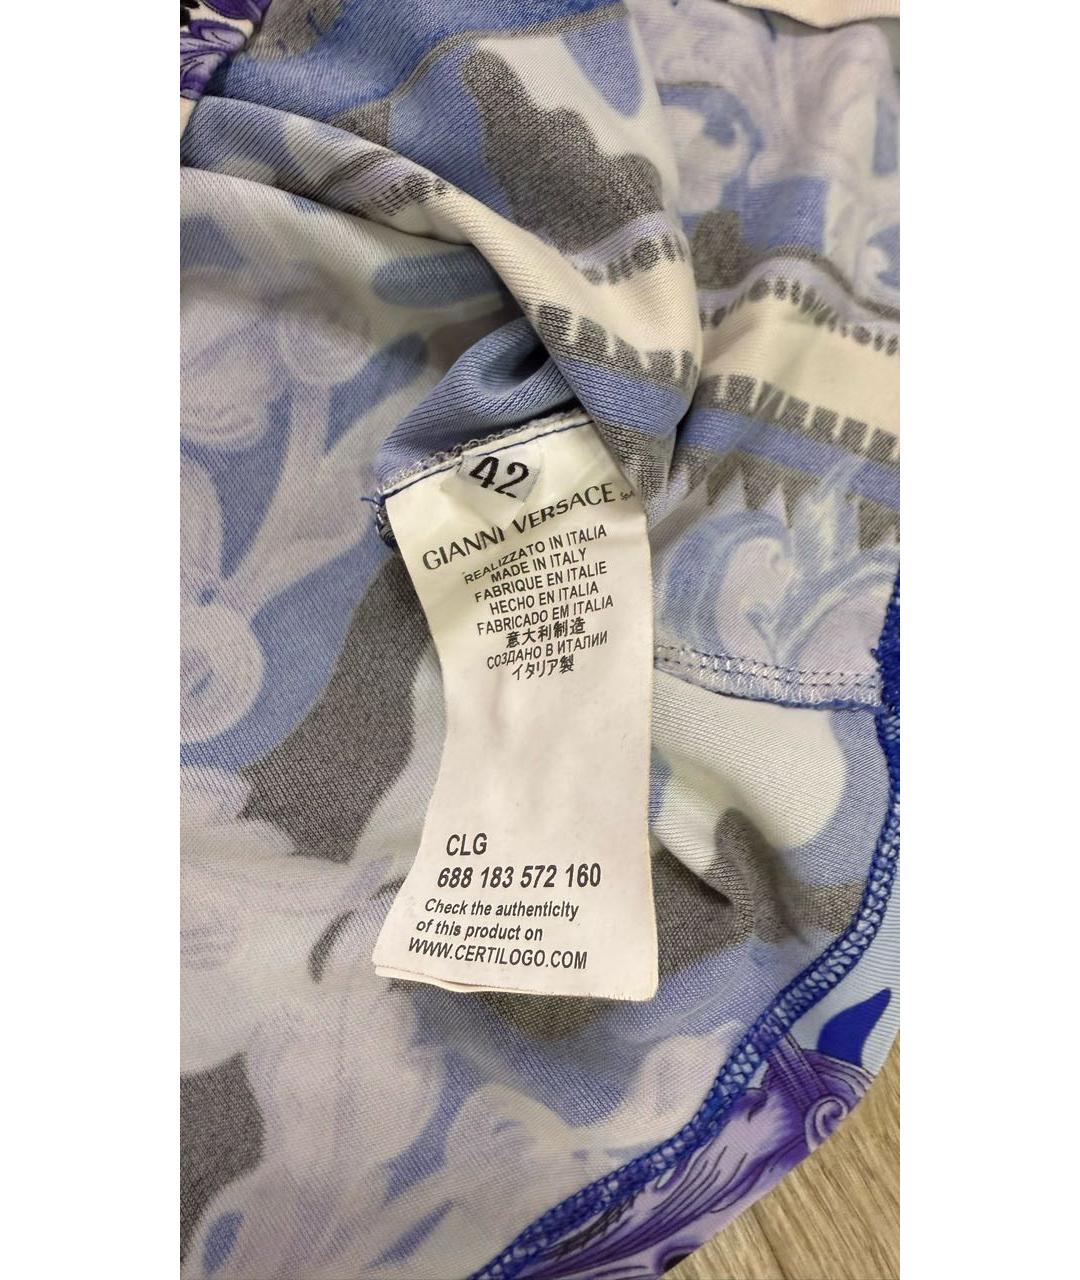 42
GIANNI VERSACE SpA
REALIZZATO IN ITALIA
MADE IN ITALY
FABRIQUE EN ITALIE
HECHO EN ITALIA
FABRICADO EM ITALIA
意大利制造
СОЗДАНО В ИТАЛИИ
イタリア製
CLG
688 183 572 160
Check the authenticity
of this product on
WWW.CERTILOGO.COM